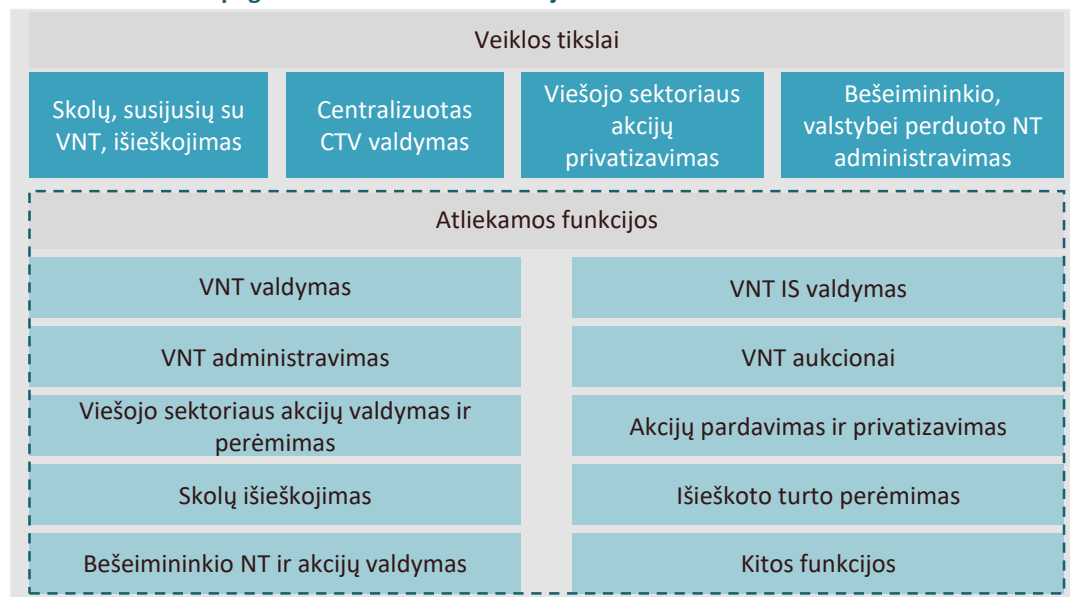 Veiklos tikslai
Skolų, susijusių su
VNT, išieškojimas
Centralizuotas
CTV valdymas
Viešojo sektoriaus
akcijų
privatizavimas
Bešeimininkio,
valstybei perduoto NT
administravimas
Atliekamos funkcijos
VNT valdymas
VNT IS valdymas
VNT administravimas
VNT aukcionai
Viešojo sektoriaus akcijų valdymas ir
perėmimas
Akcijų pardavimas ir privatizavimas
Skolų išieškojimas
Išieškoto turto perėmimas
Bešeimininkio NT ir akcijų valdymas
Kitos funkcijos